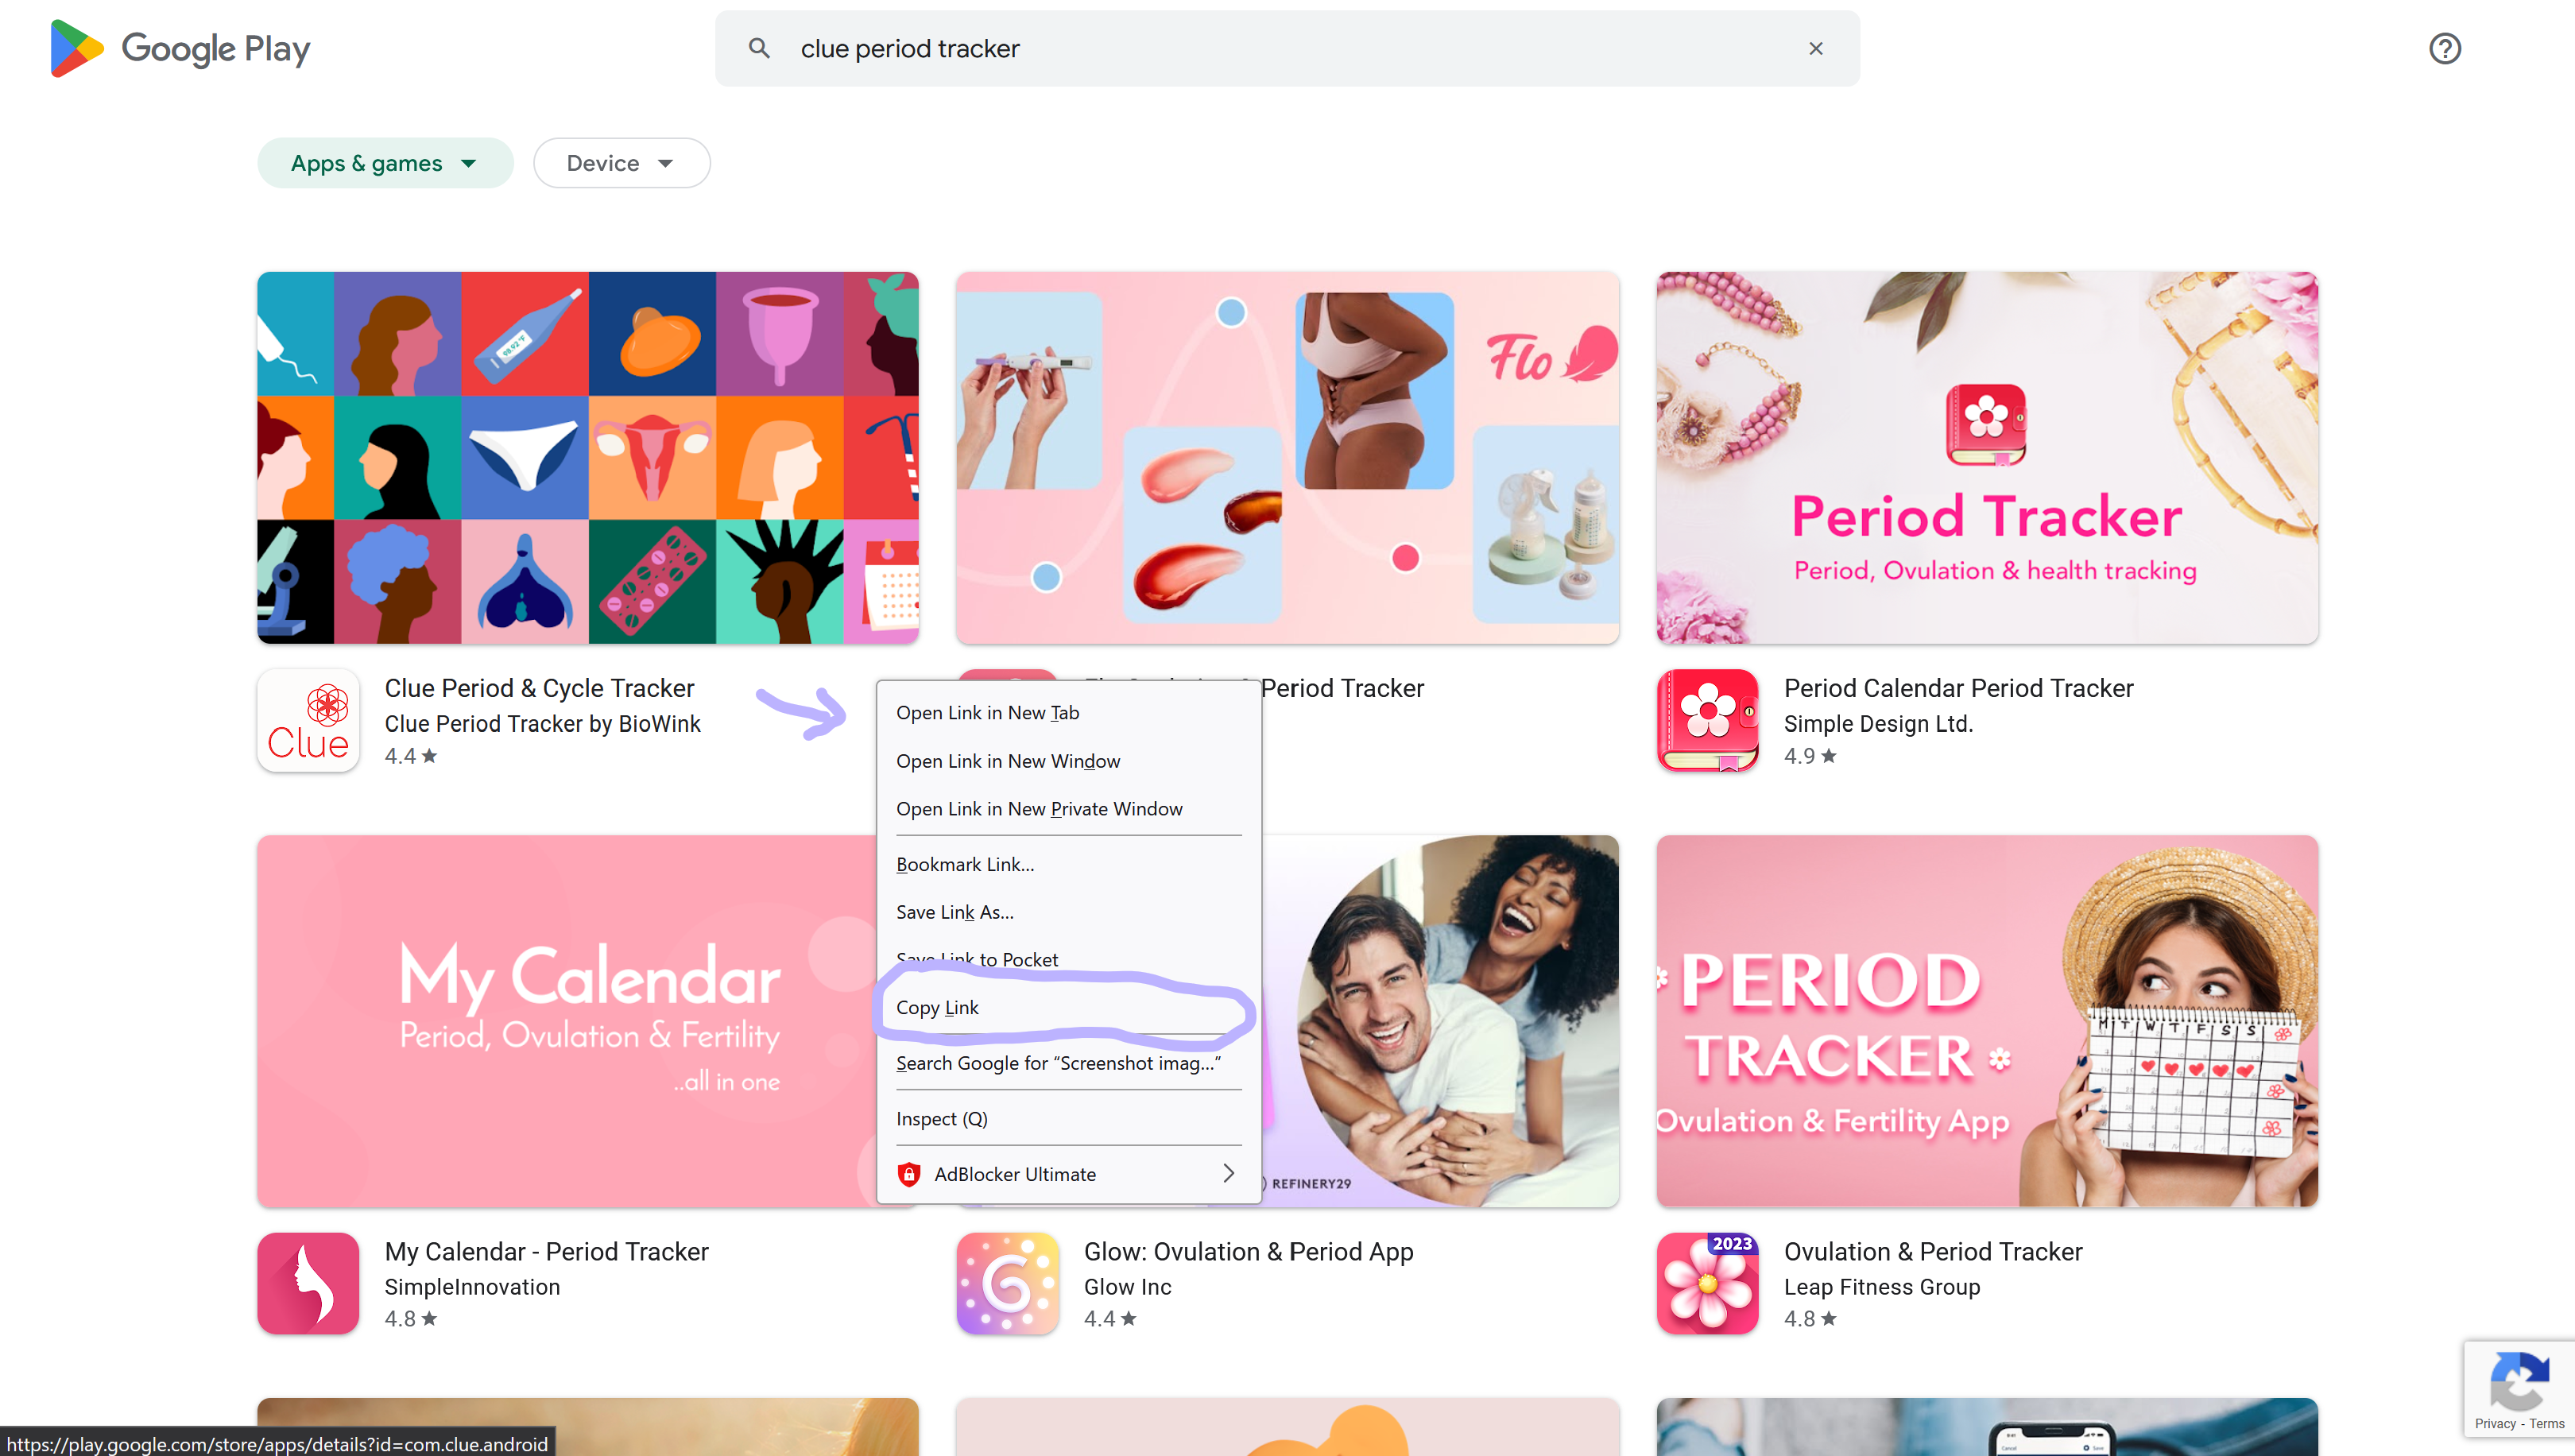 Google Play
clue period tracker
Apps & games
Device
98.92 °F
Flo
Period Tracker
Period, Ovulation & health tracking
Clue
Clue Period & Cycle Tracker
Clue Period Tracker by BioWink
4.4
Period Tracker
Period Calendar Period Tracker
Simple Design Ltd.
4.9
Open Link in New Tab
Open Link in New Window
Open Link in New Private Window
Bookmark Link...
Save Link As...
Save Link to Pocket
Copy Link
Search Google for “Screenshot imag...”
Inspect (Q)
AdBlocker Ultimate
My Calendar
Period, Ovulation & Fertility
..all in one
REFINERY29
PERIOD
TRACKER
Ovulation & Fertility App
M T W T F S S
My Calendar - Period Tracker
SimpleInnovation
4.8
Glow: Ovulation & Period App
Glow Inc
4.4
2023
Ovulation & Period Tracker
Leap Fitness Group
4.8
Privacy - Terms
https://play.google.com/store/apps/details?id=com.clue.android